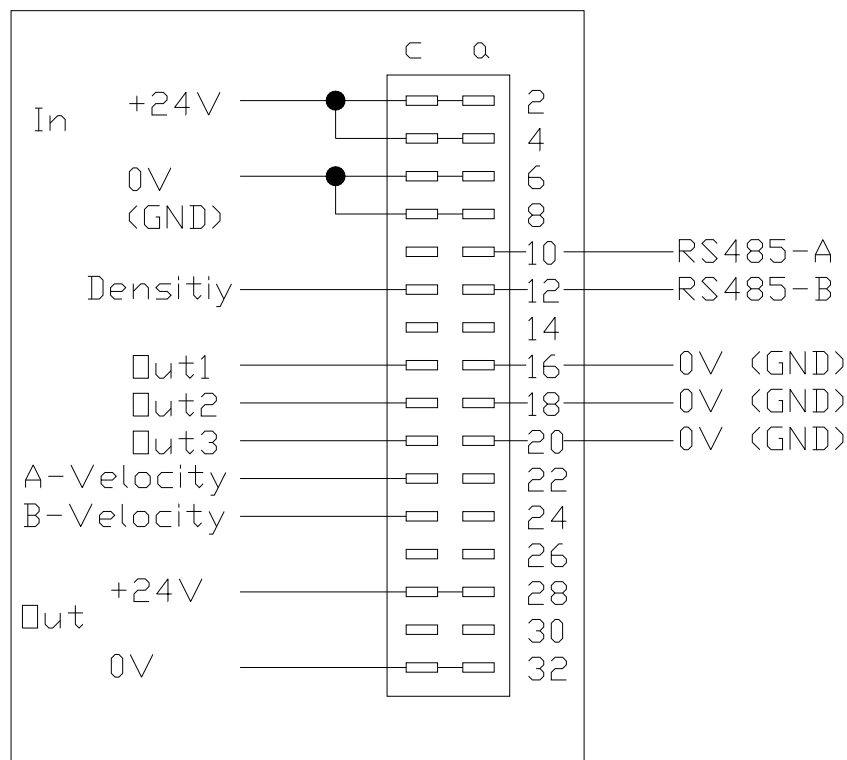 c a
+24V 2
In
4
0V 6
(GND) 8
10 RS485-A
Densitiy 12 RS485-B
14
Out1 16 0V (GND)
Out2 18 0V (GND)
Out3 20 0V (GND)
A-Velocity 22
B-Velocity 24
26
+24V 28
Out 30
0V 32